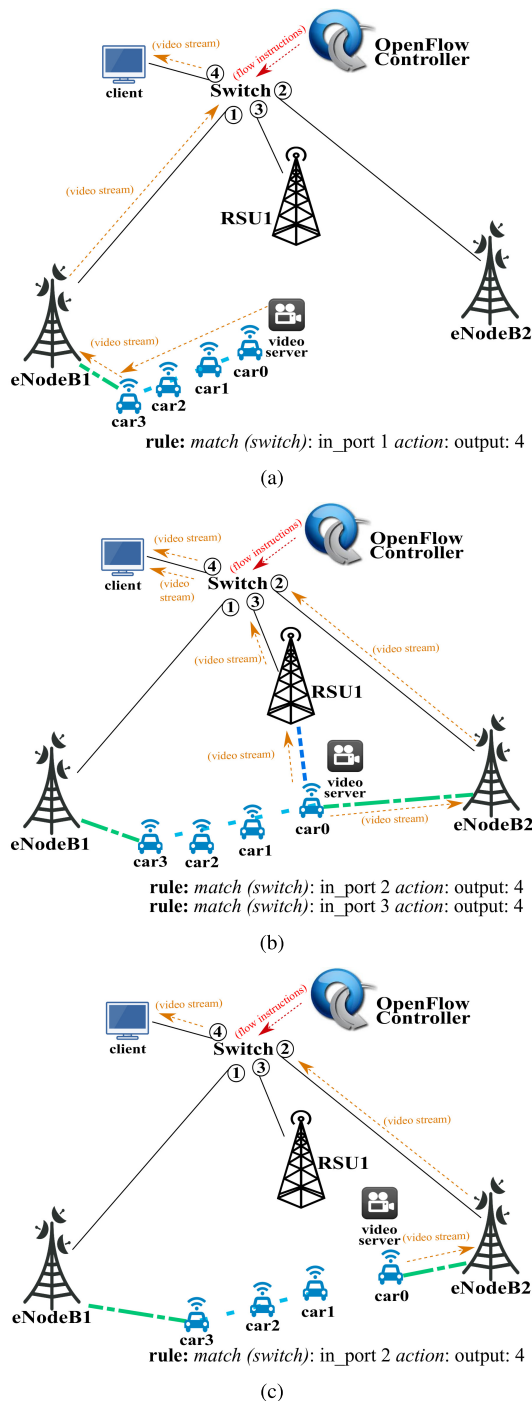 OpenFlow
Controller
(video stream)
(flow instructions)
client
4
Switch 2
1
3
(video stream)
RSU1
eNodeB2
video
server
(video stream)
eNodeB1
car0
car1
car2
car3
rule: match (switch): in_port 1 action: output: 4
(a)
(video stream)
(flow instructions)
OpenFlow
Controller
4
client
(video
stream)
Switch 2
1
3
(video stream)
(video stream)
RSU1
(video stream)
video
server
car0
(video stream)
eNodeB1
eNodeB2
car1
car2
car3
rule: match (switch): in_port 2 action: output: 4
rule: match (switch): in_port 3 action: output: 4
(b)
(video stream)
(flow instructions)
OpenFlow
Controller
4
client
Switch 2
1
3
(video stream)
RSU1
video
server
(video stream)
car0
eNodeB2
eNodeB1
car1
car2
car3
rule: match (switch): in_port 2 action: output: 4
(c)